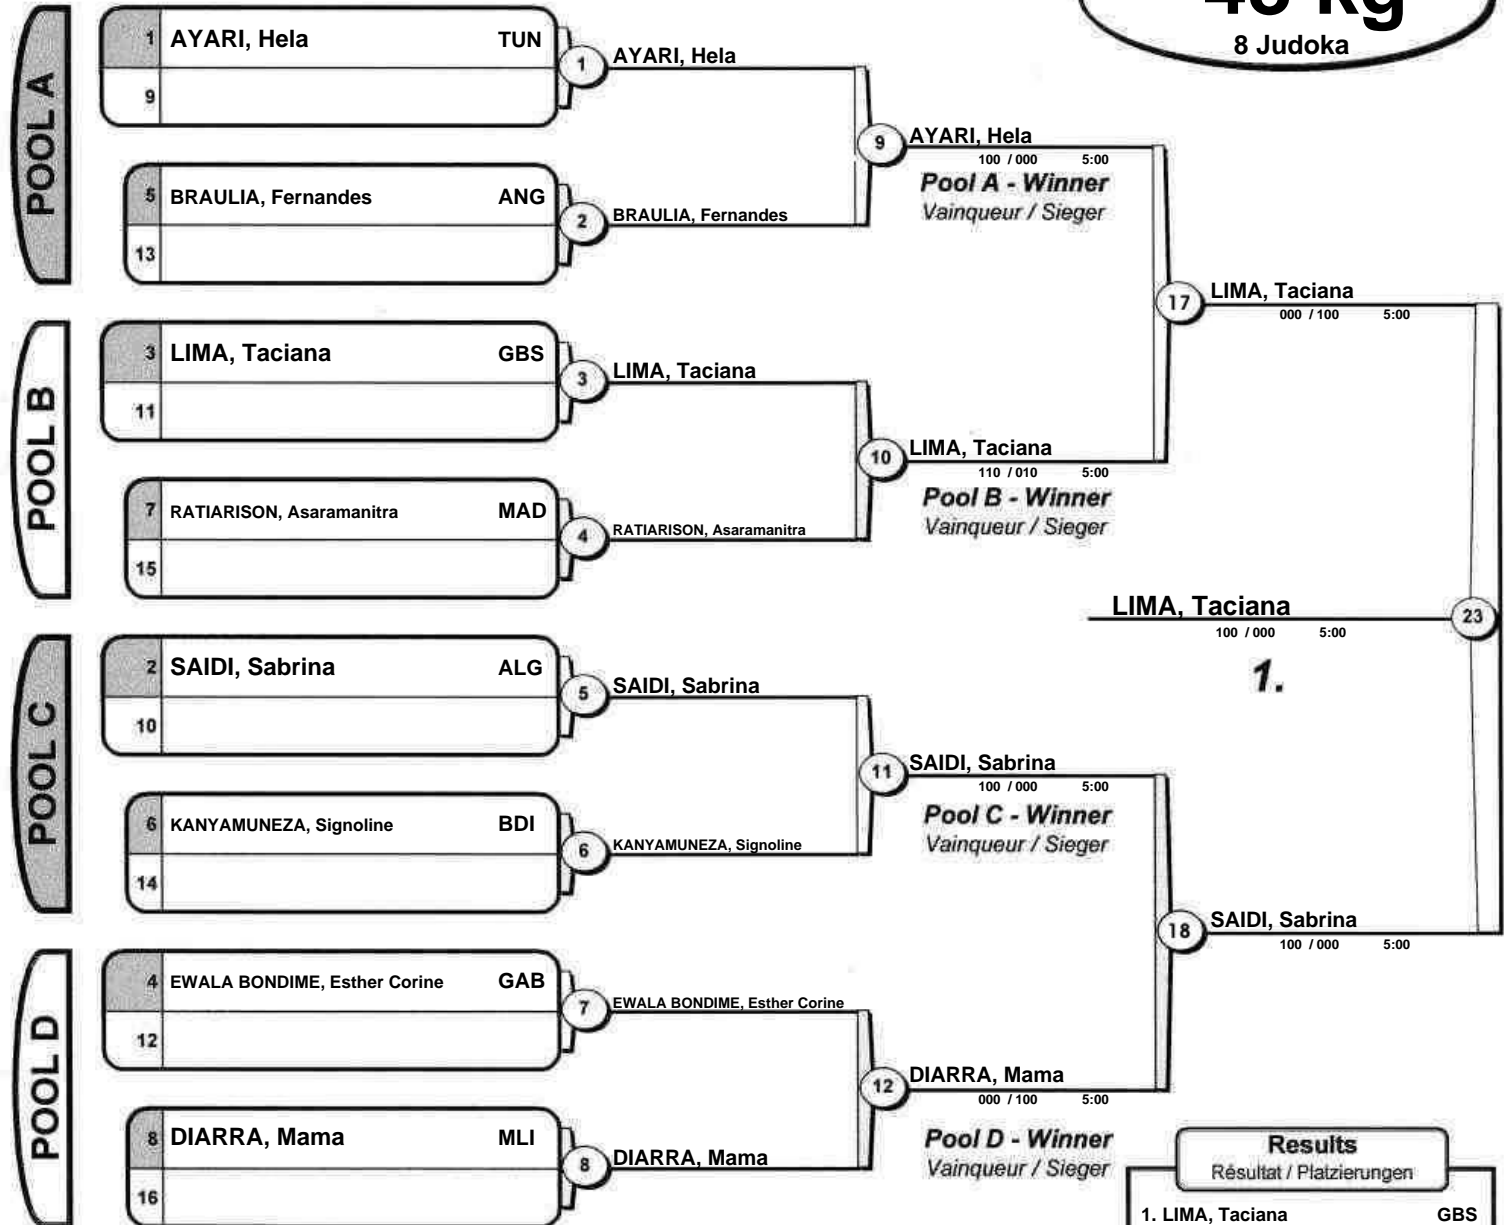 48 kg
8 Judoka
POOL A
1 AYARI, Hela TUN
9
1 AYARI, Hela
5 BRAULIA, Fernandes ANG
13
2 BRAULIA, Fernandes
9 AYARI, Hela
100 / 000 5:00
Pool A - Winner
Vainqueur / Sieger
POOL B
3 LIMA, Taciana GBS
11
3 LIMA, Taciana
7 RATIARISON, Asaramanitra MAD
15
4 RATIARISON, Asaramanitra
10 LIMA, Taciana
110 / 010 5:00
Pool B - Winner
Vainqueur / Sieger
17 LIMA, Taciana
000 / 100 5:00
LIMA, Taciana 23
100 / 000 5:00
1.
POOL C
2 SAIDI, Sabrina ALG
10
5 SAIDI, Sabrina
6 KANYAMUNEZA, Signoline BDI
14
6 KANYAMUNEZA, Signoline
11 SAIDI, Sabrina
100 / 000 5:00
Pool C - Winner
Vainqueur / Sieger
18 SAIDI, Sabrina
100 / 000 5:00
POOL D
4 EWALA BONDIME, Esther Corine GAB
12
7 EWALA BONDIME, Esther Corine
8 DIARRA, Mama MLI
16
8 DIARRA, Mama
12 DIARRA, Mama
000 / 100 5:00
Pool D - Winner
Vainqueur / Sieger
Results
Résultat / Platzierungen
1. LIMA, Taciana GBS